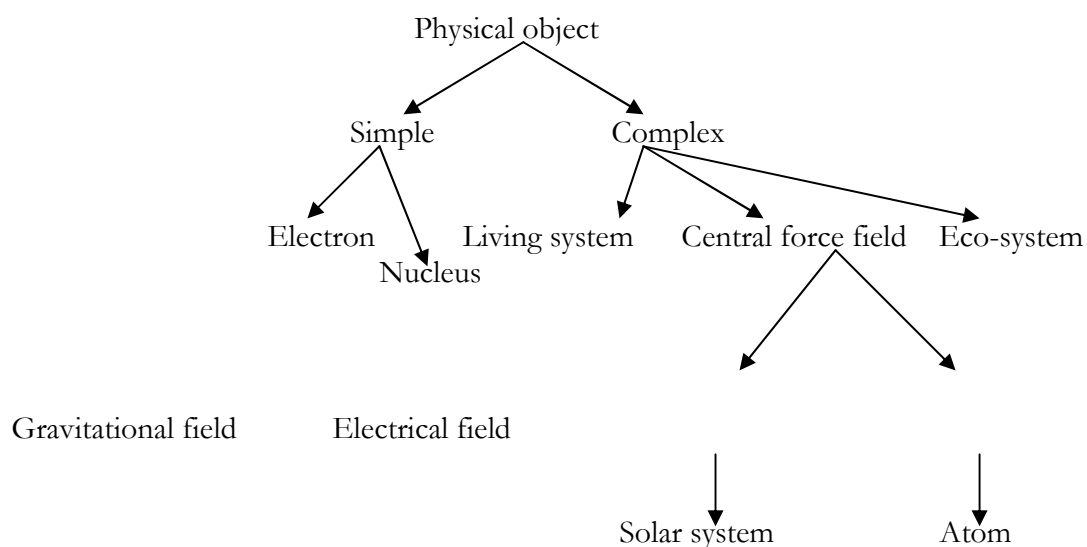 Physical object
Simple Complex
Electron Living system Central force field Eco-system
Nucleus
Gravitational field Electrical field
Solar system Atom